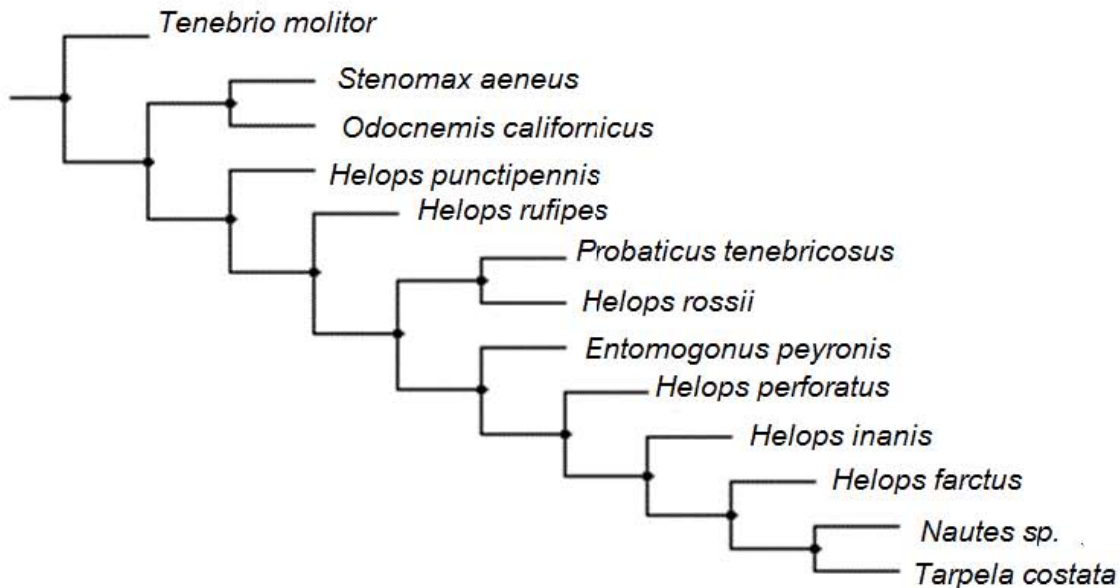 Tenebrio molitor
Stenomax aeneus
Odocnemis californicus
Helops punctipennis
Helops rufipes
Probaticus tenebricosus
Helops rossii
Entomogonus peyronis
Helops perforatus
Helops inanis
Helops farctus
Nautes sp.
Tarpela costata